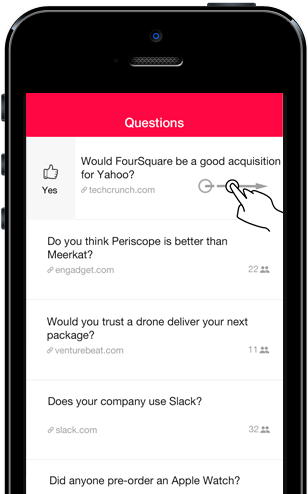 Questions
Would FourSquare be a good acquisition
for Yahoo?
Yes
techcrunch.com
Do you think Periscope is better than
Meerkat?
engadget.com
22
Would you trust a drone deliver your next
package?
venturebeat.com
11
Does your company use Slack?
slack.com
32
Did anyone pre-order an Apple Watch?